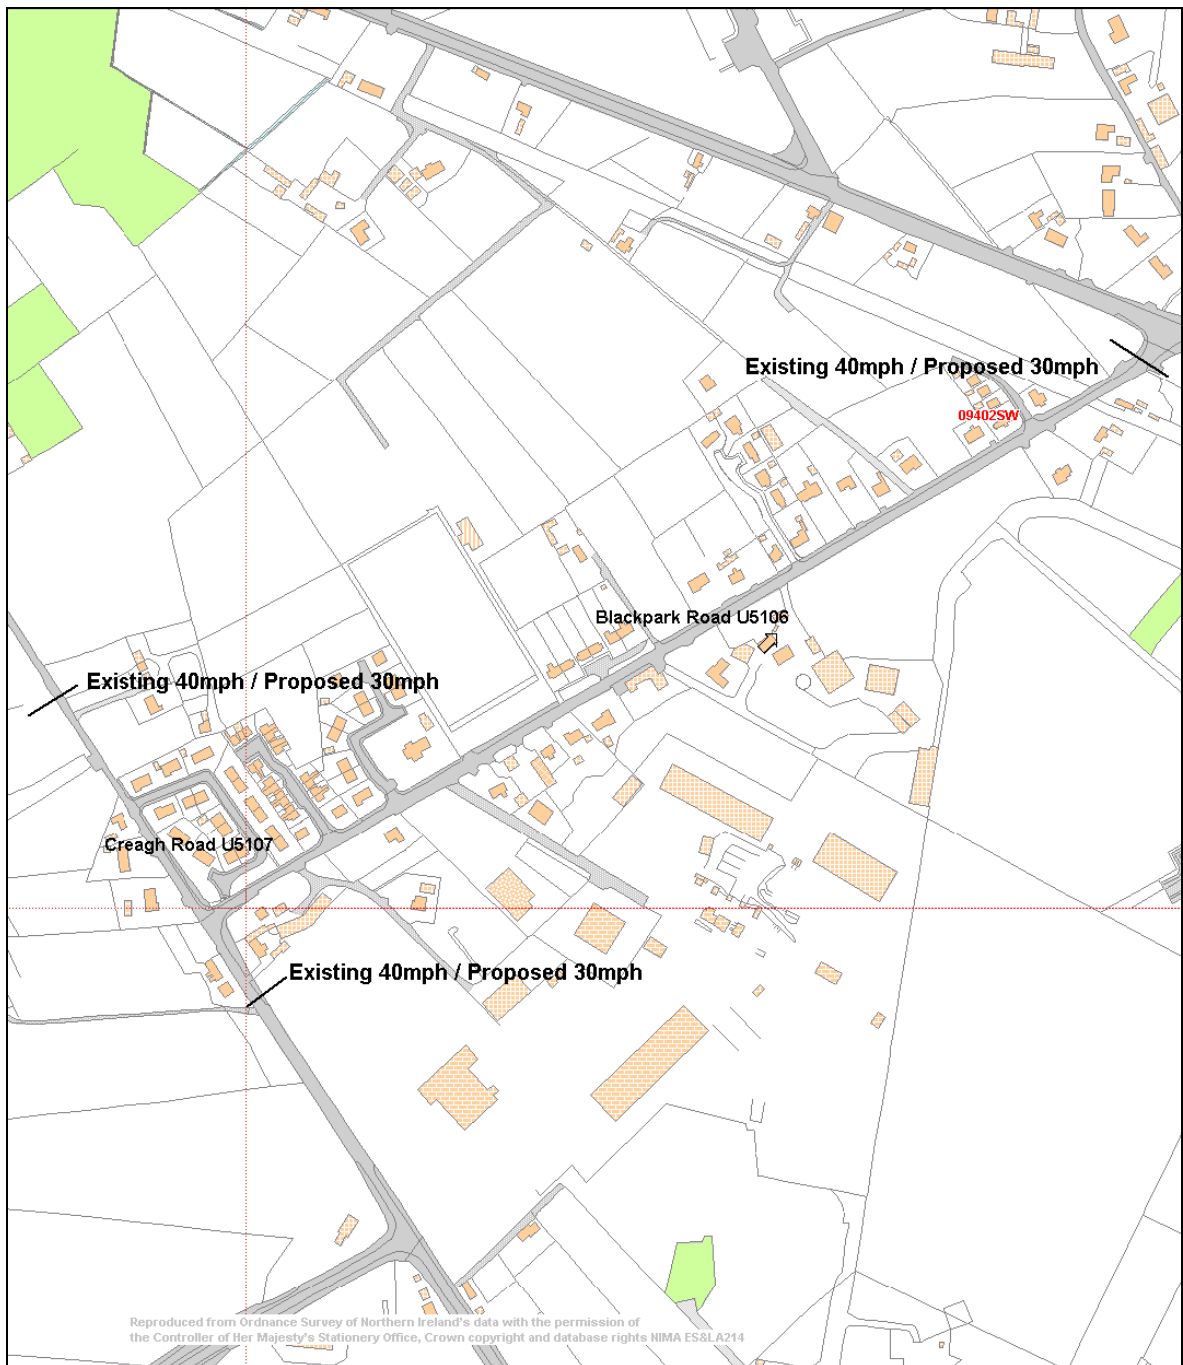 Existing 40mph / Proposed 30mph
09402SW
Blackpark Road U5106
Existing 40mph / Proposed 30mph
Creagh Road U5107
Existing 40mph / Proposed 30mph
Reproduced from Ordnance Survey of Northern Ireland's data with the permission of
the Controller of Her Majesty's Stationery Office, Crown copyright and database rights NIMA ES&LA214